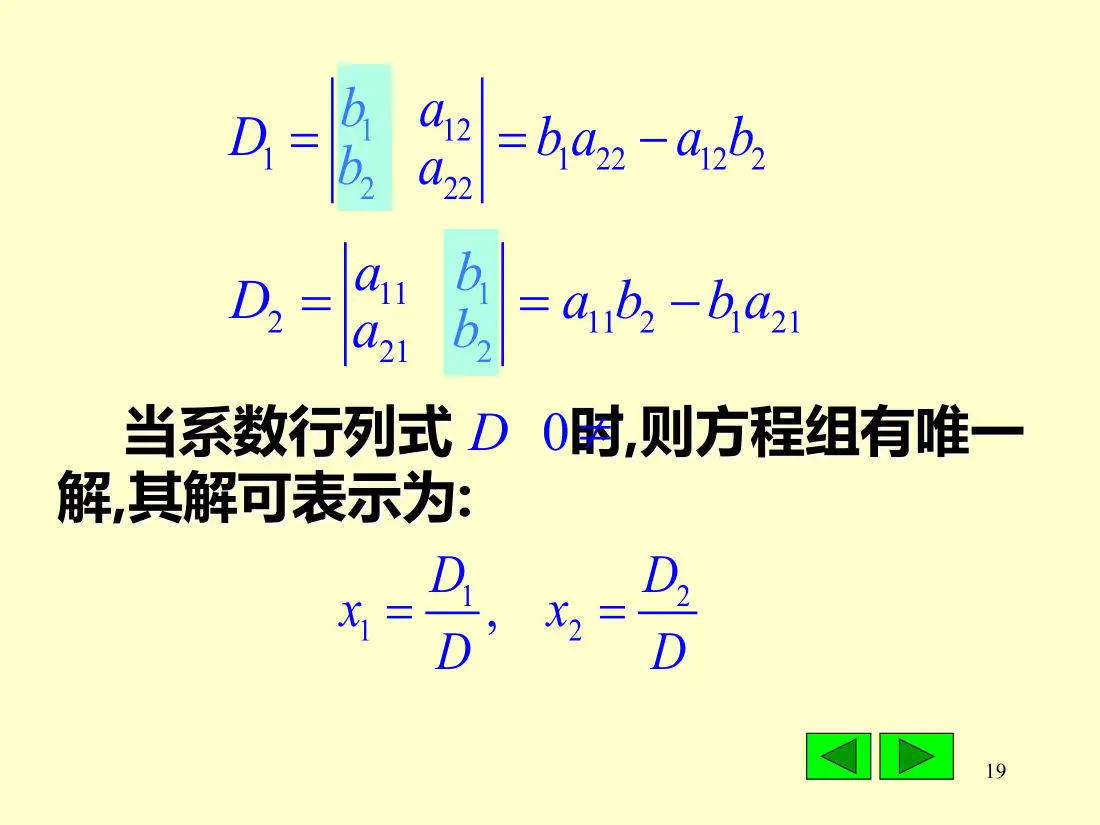 D₁ = |b₁ a₁₂; b₂ a₂₂| = b₁a₂₂ − a₁₂b₂
D₂ = |a₁₁ b₁; a₂₁ b₂| = a₁₁b₂ − b₁a₂₁
当系数行列式 D 0≠时,则方程组有唯一
解,其解可表示为:
x₁ = D₁/D, x₂ = D₂/D
19